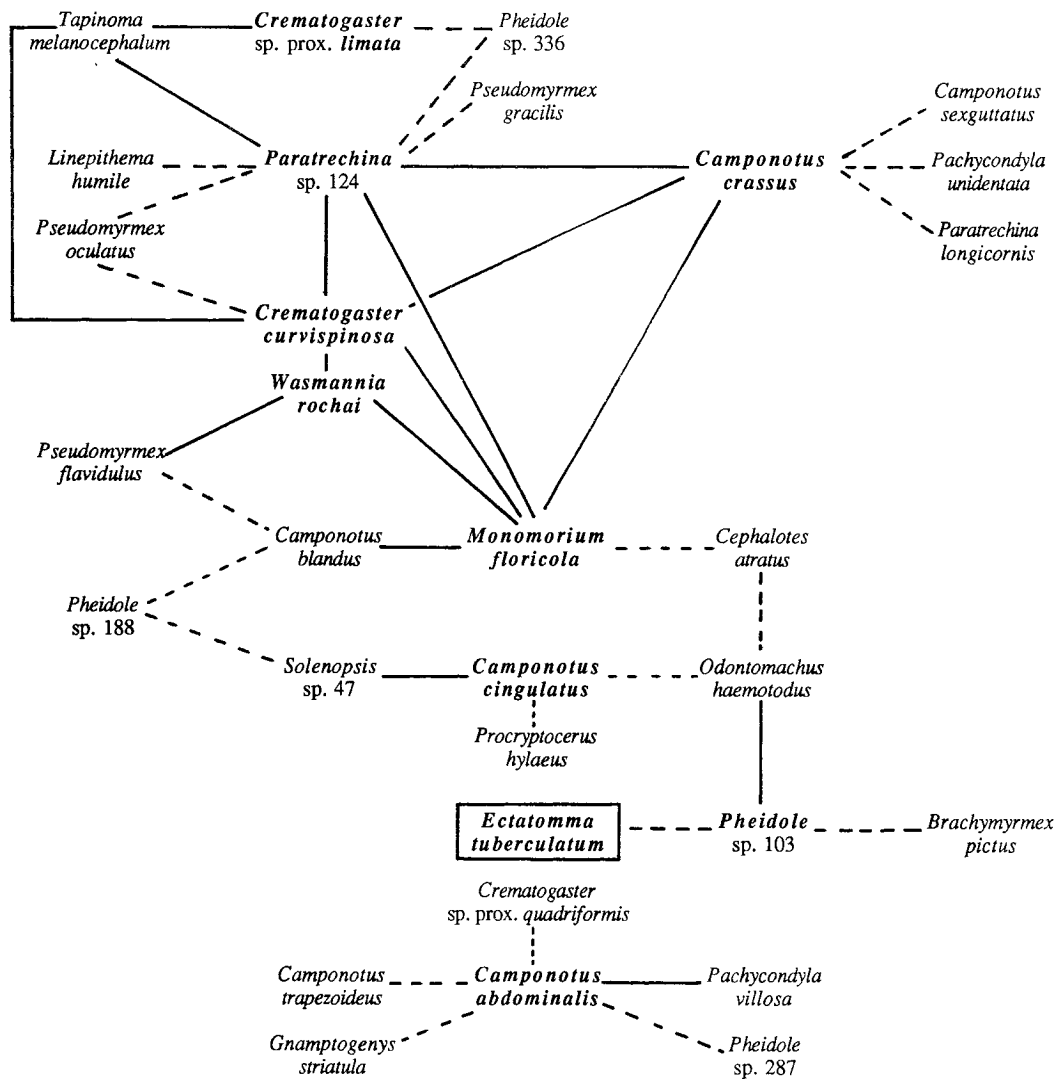 Tapinoma
melanocephalum
Crematogaster
sp. prox. limata
Pheidole
sp. 336
Pseudomyrmex
gracilis
Camponotus
sexguttatus
Linepithema
humile
Paratrechina
sp. 124
Camponotus
crassus
Pachycondyla
unidentata
Pseudomyrmex
oculatus
Paratrechina
longicornis
Crematogaster
curvispinosa
Wasmannia
rochai
Pseudomyrmex
flavidulus
Camponotus
blandus
Monomorium
floricola
Cephalotes
atratus
Pheidole
sp. 188
Solenopsis
sp. 47
Camponotus
cingulatus
Odontomachus
haemotodus
Procryptocerus
hylaeus
Ectatomma
tuberculatum
Pheidole
sp. 103
Brachymyrmex
pictus
Crematogaster
sp. prox. quadriformis
Camponotus
trapezoideus
Camponotus
abdominalis
Pachycondyla
villosa
Gnamptogenys
striatula
Pheidole
sp. 287